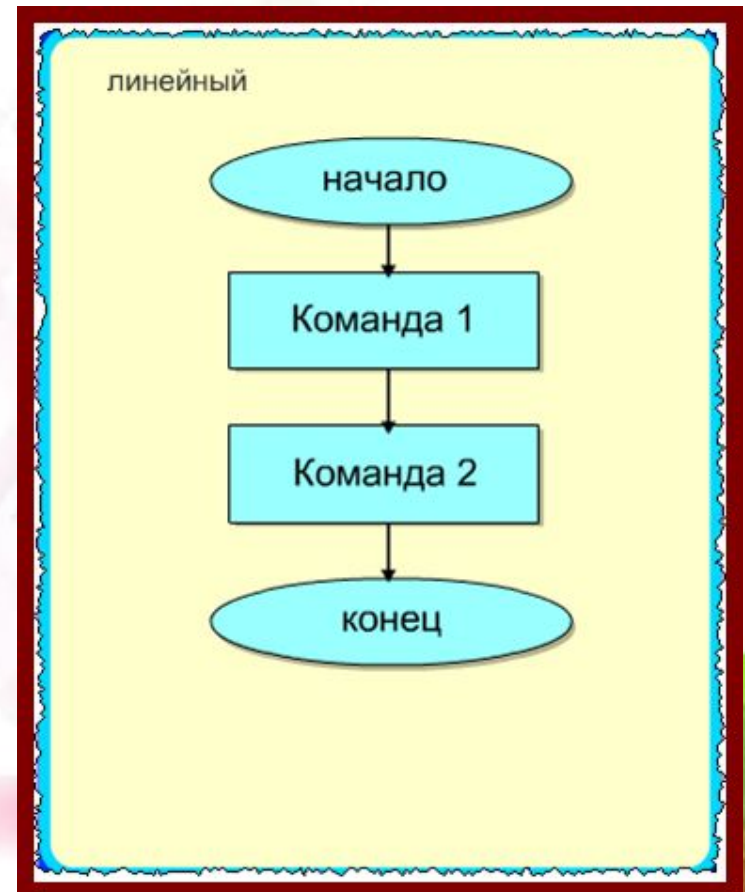 линейный
начало
Команда 1
Команда 2
конец